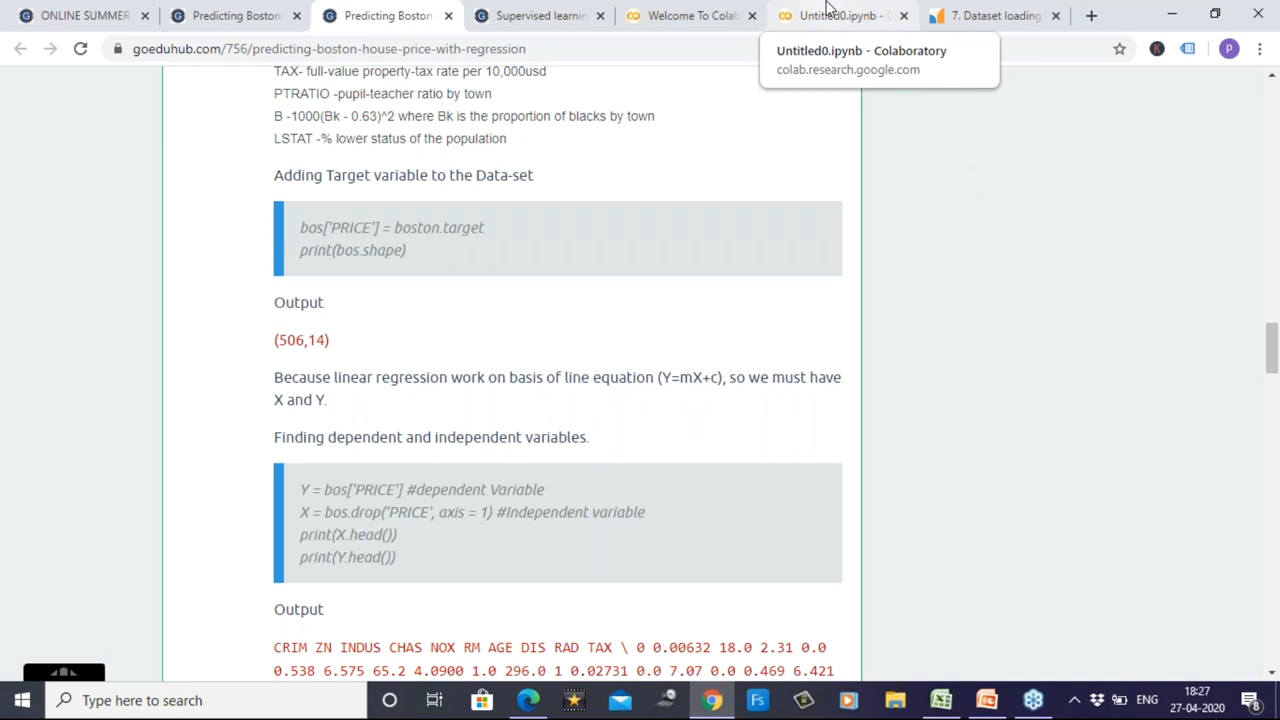 ONLINE SUMMER
Predicting Boston
Predicting Boston
Supervised learnin
Welcome To Colab
Untitled0.ipynb - C
7. Dataset loading
goeduhub.com/756/predicting-boston-house-price-with-regression
Untitled0.ipynb - Colaboratory
colab.research.google.com
TAX- full-value property-tax rate per 10,000usd
PTRATIO -pupil-teacher ratio by town
B -1000(Bk - 0.63)^2 where Bk is the proportion of blacks by town
LSTAT -% lower status of the population
Adding Target variable to the Data-set
bos['PRICE'] = boston.target
print(bos.shape)
Output
(506,14)
Because linear regression work on basis of line equation (Y=mX+c), so we must have
X and Y.
Finding dependent and independent variables.
Y = bos['PRICE'] #dependent Variable
X = bos.drop('PRICE', axis = 1) #Independent variable
print(X.head())
print(Y.head())
Output
CRIM ZN INDUS CHAS NOX RM AGE DIS RAD TAX \ 0 0.00632 18.0 2.31 0.0
0.538 6.575 65.2 4.0900 1.0 296.0 1 0.02731 0.0 7.07 0.0 0.469 6.421
Type here to search
ENG
18:27
27-04-2020
8